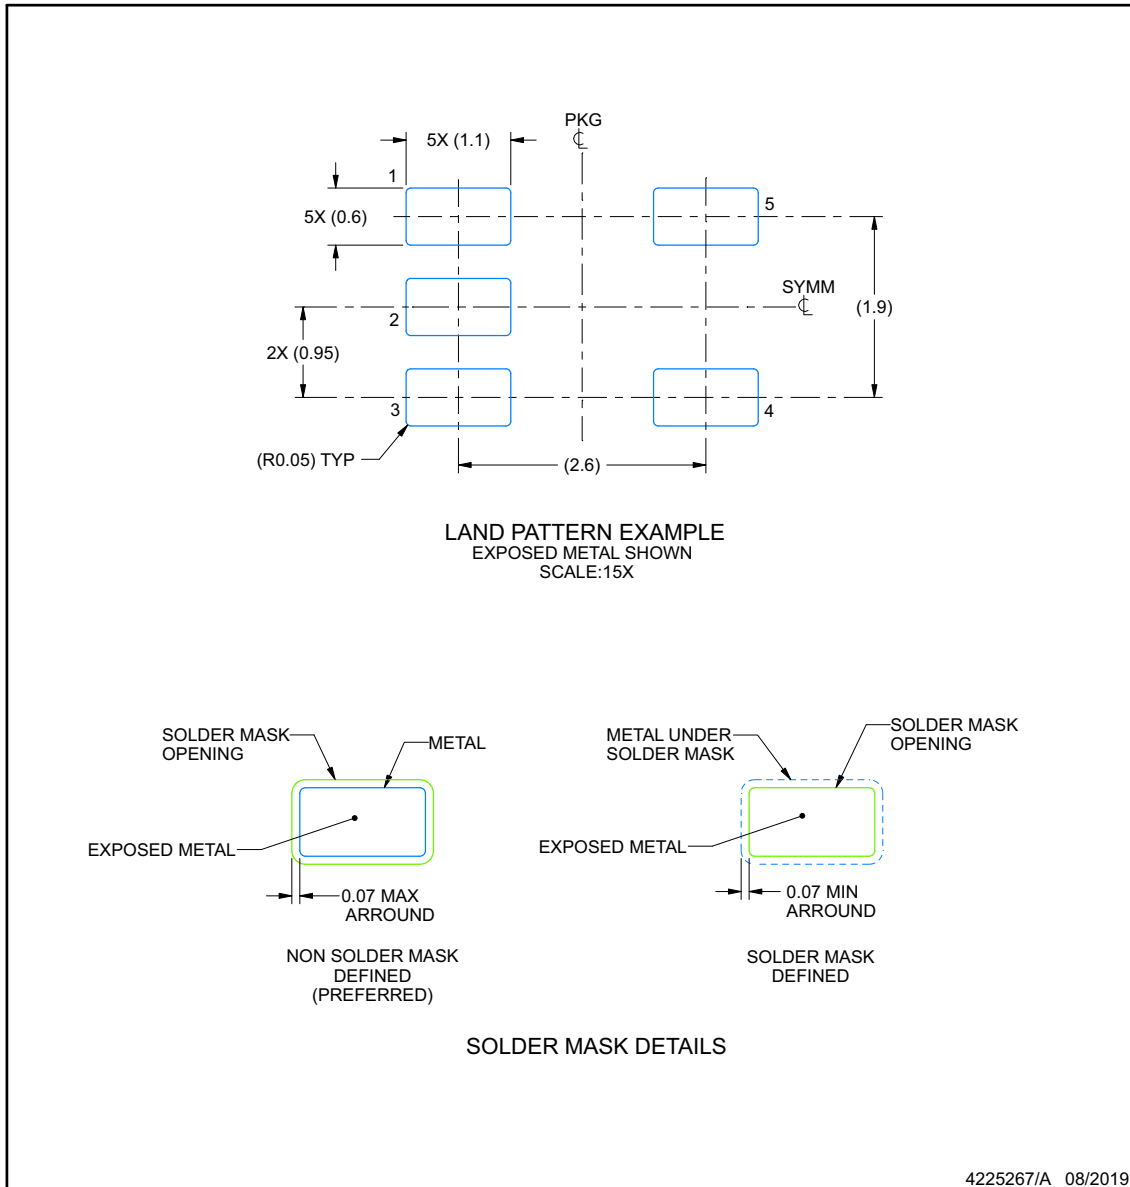 PKG
5X (1.1)
1
5
5X (0.6)
SYMM
(1.9)
2
2X (0.95)
3
4
(R0.05) TYP
(2.6)
LAND PATTERN EXAMPLE
EXPOSED METAL SHOWN
SCALE:15X
SOLDER MASK
OPENING
METAL
EXPOSED METAL
0.07 MAX
ARROUND
NON SOLDER MASK
DEFINED
(PREFERRED)
METAL UNDER
SOLDER MASK
SOLDER MASK
OPENING
EXPOSED METAL
0.07 MIN
ARROUND
SOLDER MASK
DEFINED
SOLDER MASK DETAILS
4225267/A 08/2019